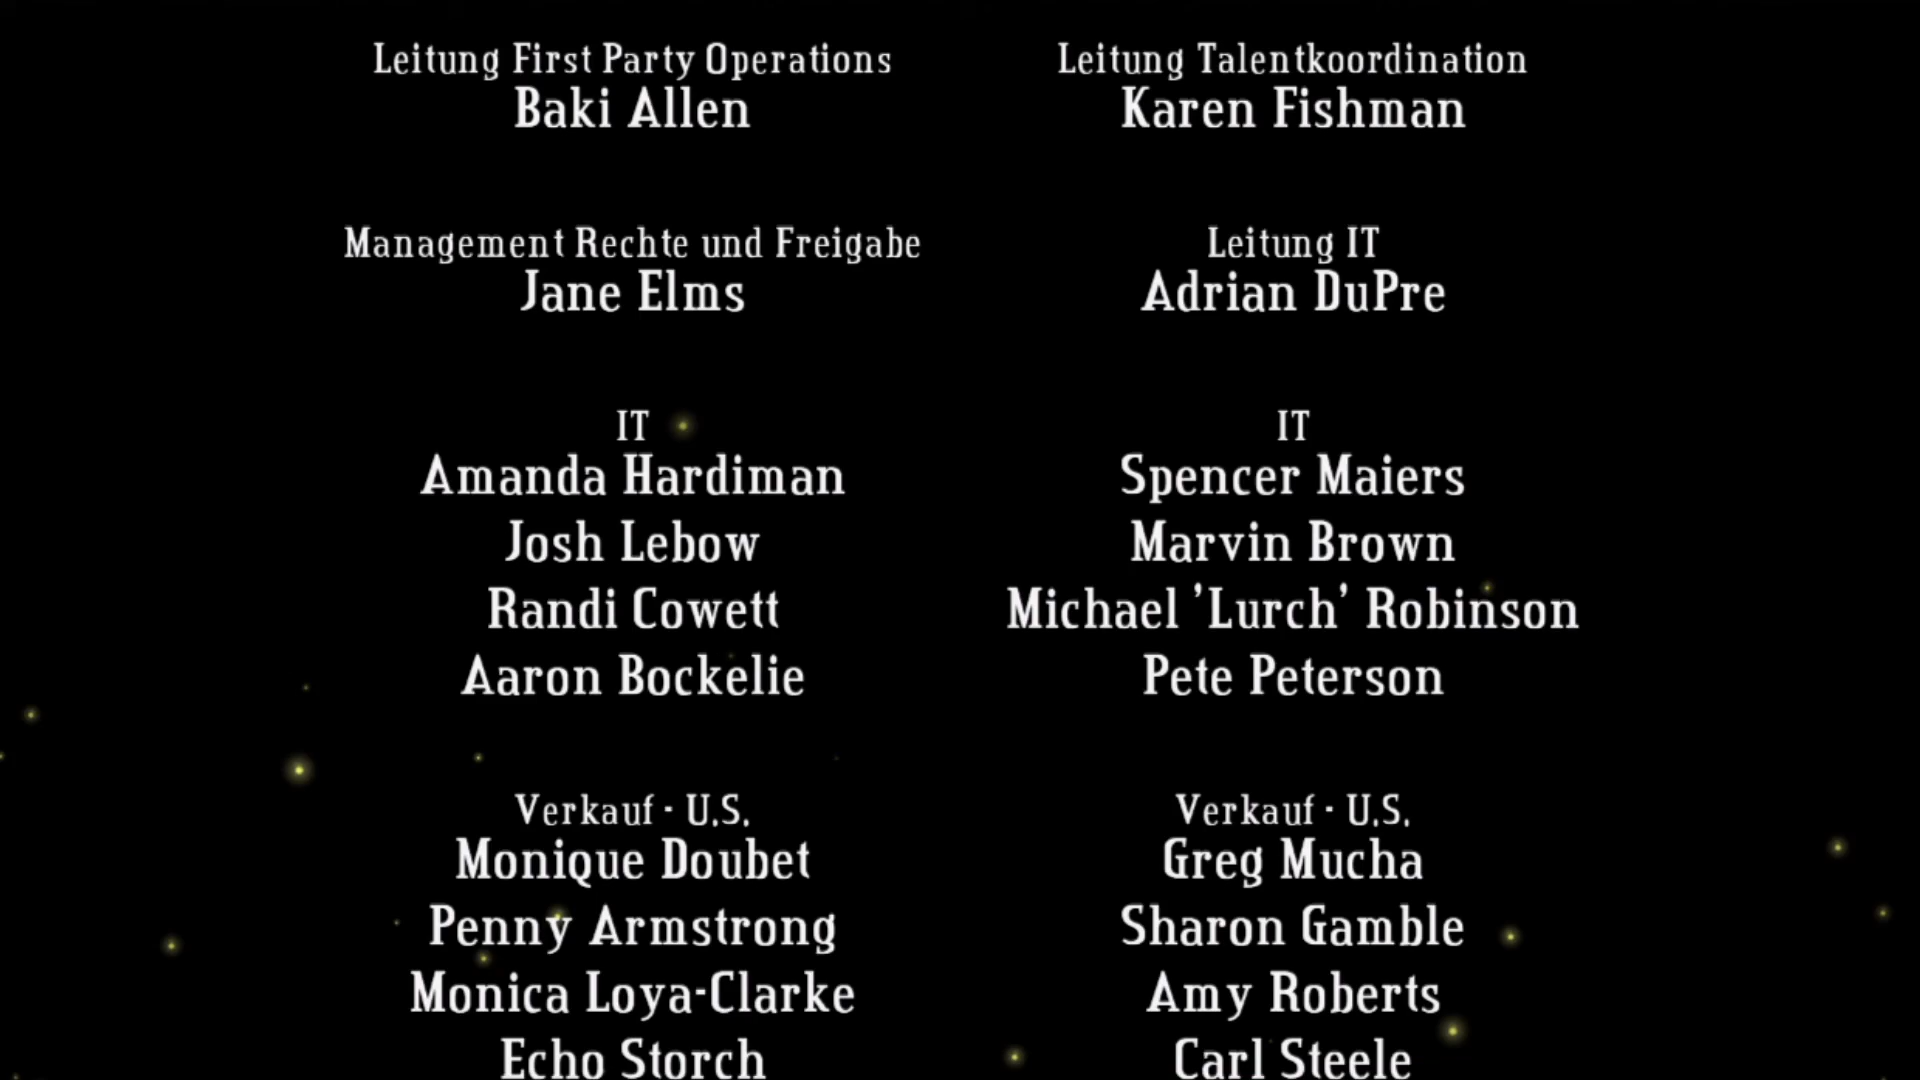 Leitung First Party Operations
Baki Allen
Leitung Talentkoordination
Karen Fishman
Management Rechte und Freigabe
Jane Elms
Leitung IT
Adrian DuPre
IT
Amanda Hardiman
Josh Lebow
Randi Cowett
Aaron Bockelie
IT
Spencer Maiers
Marvin Brown
Michael 'Lurch' Robinson
Pete Peterson
Verkauf - U.S.
Monique Doubet
Penny Armstrong
Monica Loya-Clarke
Echo Storch
Verkauf - U.S.
Greg Mucha
Sharon Gamble
Amy Roberts
Carl Steele